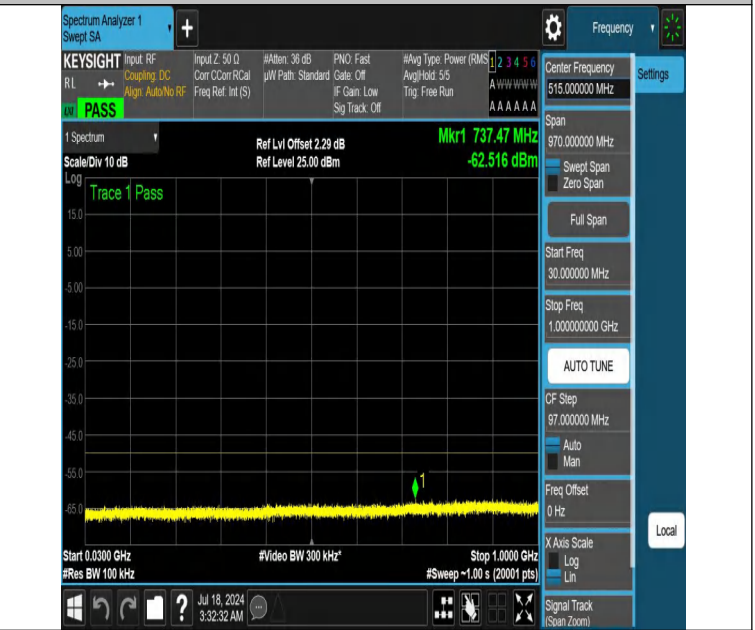 Spectrum Analyzer 1
Swept SA
+
Frequency
KEYSIGHT
RL
PASS
Input: RF
Coupling: DC
Align: Auto/No RF
Input Z: 50 Ω
Corr CCorr RCal
Freq Ref: Int (S)
#Atten: 36 dB
µW Path: Standard
PNO: Fast
Gate: Off
IF Gain: Low
Sig Track: Off
#Avg Type: Power (RMS
Avg|Hold: 5/5
Trig: Free Run
1 2 3 4 5 6
A W W W W W
A A A A A A
1 Spectrum
Scale/Div 10 dB
Ref Lvl Offset 2.29 dB
Ref Level 25.00 dBm
Mkr1 737.47 MHz
-62.516 dBm
Log
Trace 1 Pass
15.0
5.00
-5.00
-15.0
-25.0
-35.0
-45.0
-55.0
-65.0
1
Start 0.0300 GHz
#Res BW 100 kHz
#Video BW 300 kHz*
Stop 1.0000 GHz
#Sweep ~1.00 s (20001 pts)
?
Jul 18, 2024
3:32:32 AM
Center Frequency
515.000000 MHz
Settings
Span
970.000000 MHz
Swept Span
Zero Span
Full Span
Start Freq
30.000000 MHz
Stop Freq
1.000000000 GHz
AUTO TUNE
CF Step
97.000000 MHz
Auto
Man
Freq Offset
0 Hz
X Axis Scale
Log
Lin
Local
Signal Track
(Span Zoom)